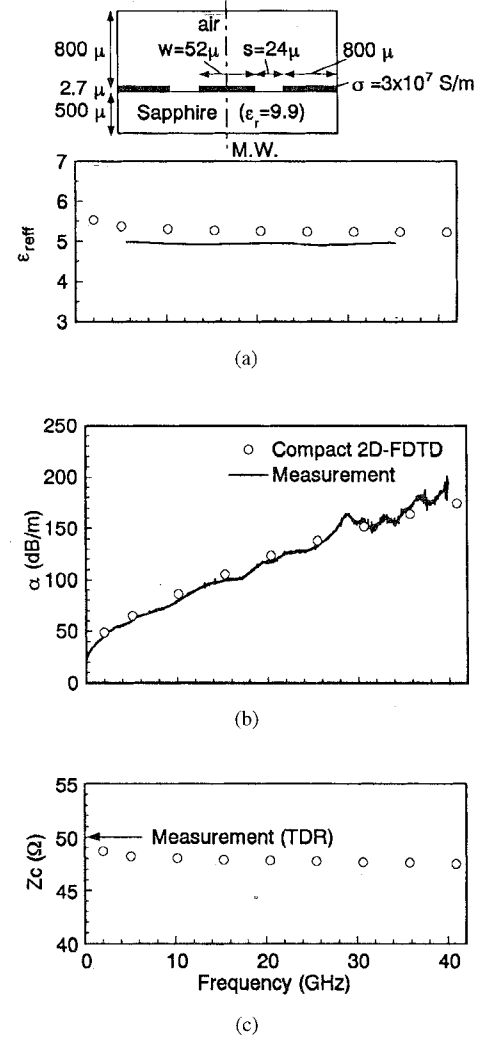 air
800 μ
w=52μ s=24μ 800 μ
2.7 μ
σ =3x10⁷ S/m
500 μ
Sapphire (εr=9.9)
M.W.
7
6
5
4
3
εreff
(a)
250
200
150
100
50
0
α (dB/m)
Compact 2D-FDTD
Measurement
(b)
55
50
45
40
Zc (Ω)
Measurement (TDR)
0 10 20 30 40
Frequency (GHz)
(c)